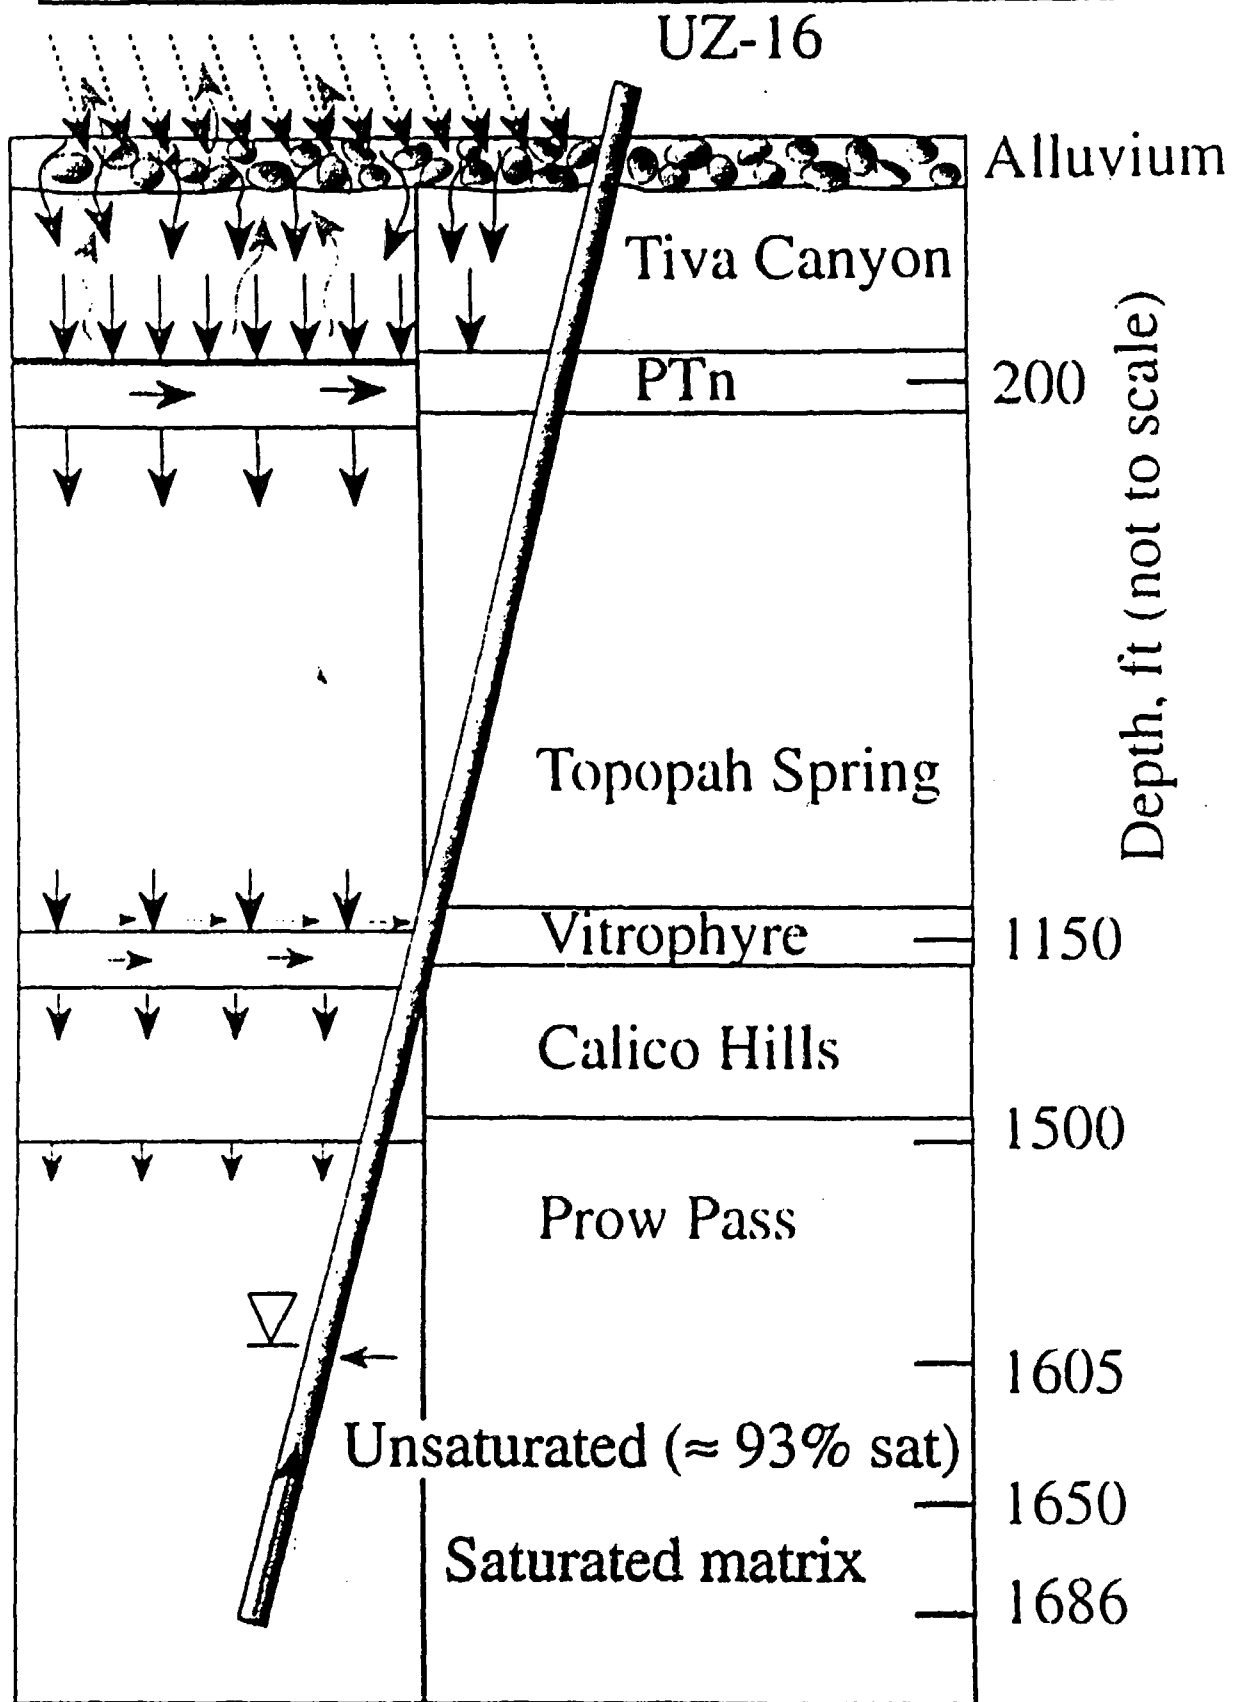 UZ-16
Alluvium
Tiva Canyon
PTn
200
Depth, ft (not to scale)
Topopah Spring
Vitrophyre
1150
Calico Hills
1500
Prow Pass
1605
Unsaturated (≈ 93% sat)
1650
Saturated matrix
1686